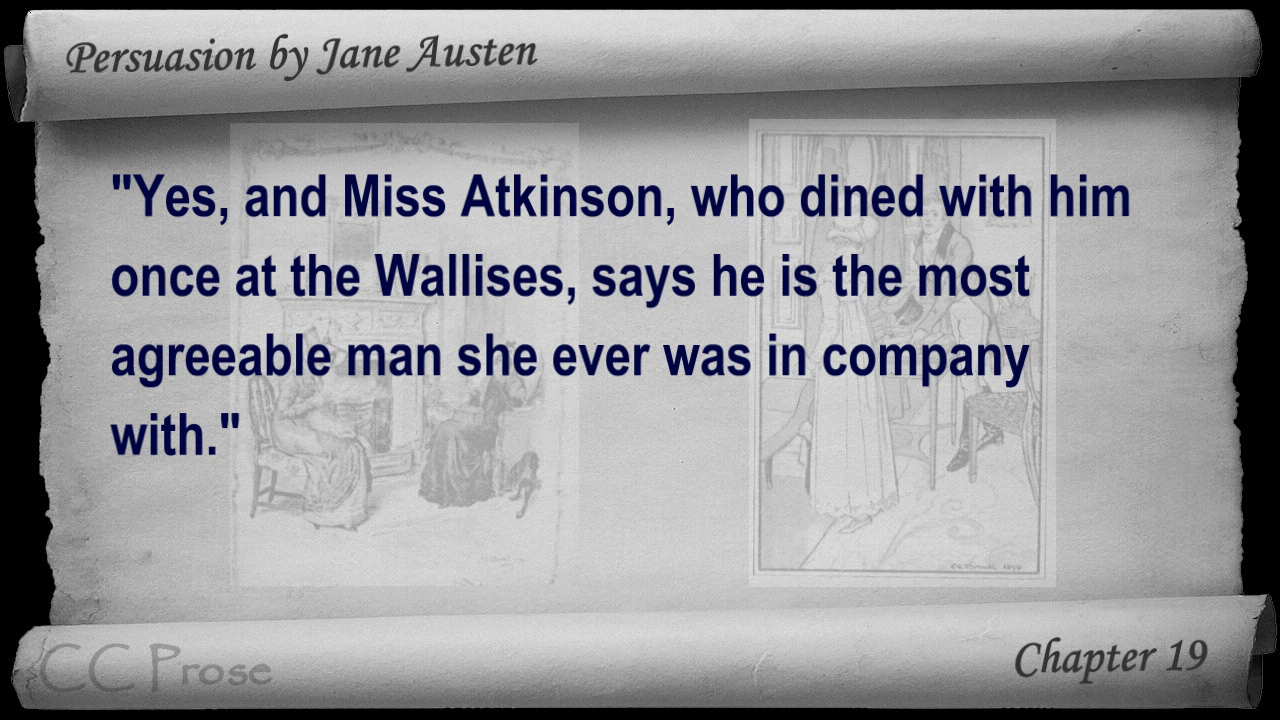 Persuasion by Jane Austen
"Yes, and Miss Atkinson, who dined with him
once at the Wallises, says he is the most
agreeable man she ever was in company
with."
CC Prose
Chapter 19